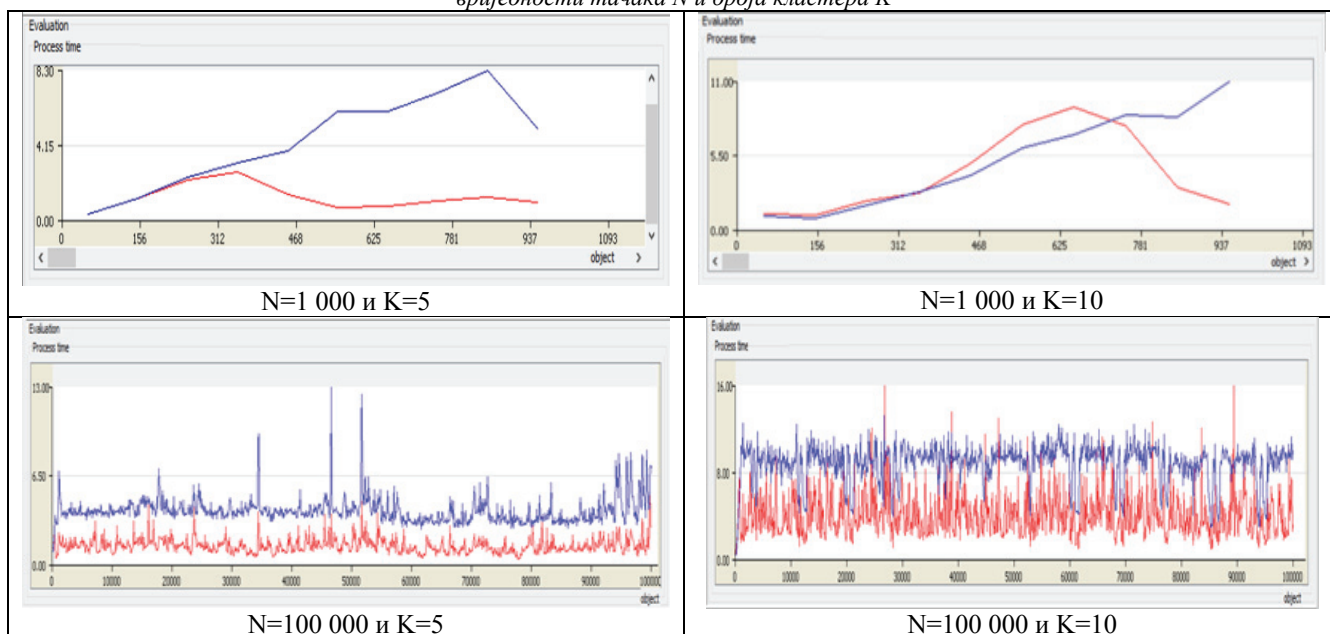 вриједности тачака N и броја кластера K
Evaluation
Process time
8.30
4.15
0.00
0 156 312 468 625 781 937 1093
object
N=1 000 и K=5
Evaluation
Process time
11.00
5.50
0.00
0 156 312 468 625 781 937 1093
object
N=1 000 и K=10
Evaluation
Process time
13.00
6.50
0.00
0 10000 20000 30000 40000 50000 60000 70000 80000 90000 100000
object
N=100 000 и K=5
Evaluation
Process time
16.00
8.00
0.00
0 10000 20000 30000 40000 50000 60000 70000 80000 90000 100000
object
N=100 000 и K=10